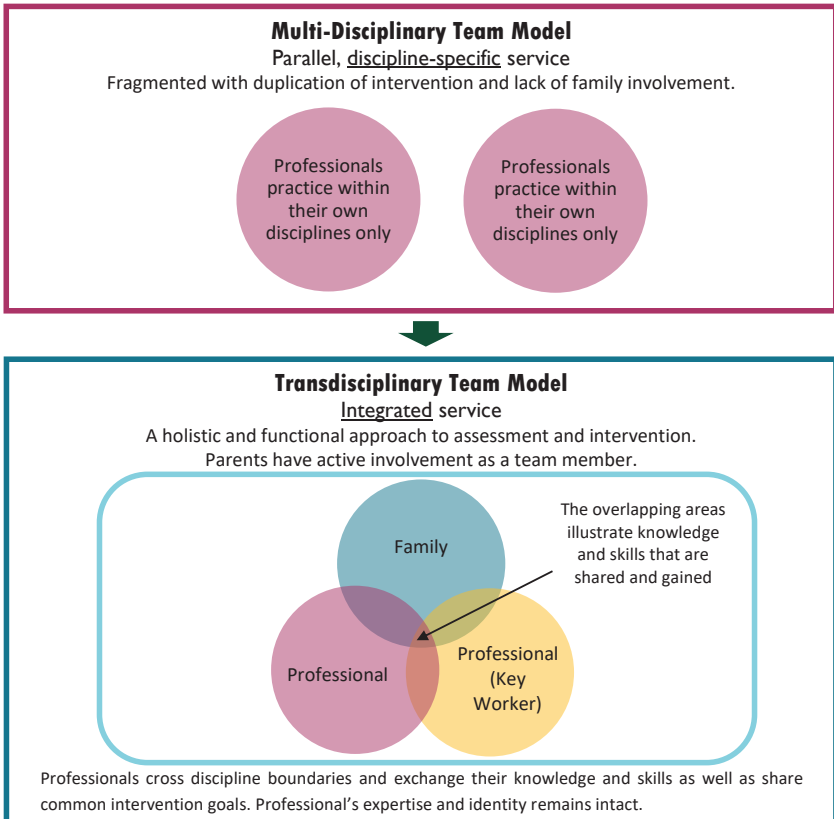 Multi-Disciplinary Team Model
Parallel, discipline-specific service
Fragmented with duplication of intervention and lack of family involvement.
Professionals
practice within
their own
disciplines only
Professionals
practice within
their own
disciplines only
Transdisciplinary Team Model
Integrated service
A holistic and functional approach to assessment and intervention.
Parents have active involvement as a team member.
The overlapping areas
illustrate knowledge
and skills that are
shared and gained
Family
Professional
Professional
(Key
Worker)
Professionals cross discipline boundaries and exchange their knowledge and skills as well as share
common intervention goals. Professional’s expertise and identity remains intact.